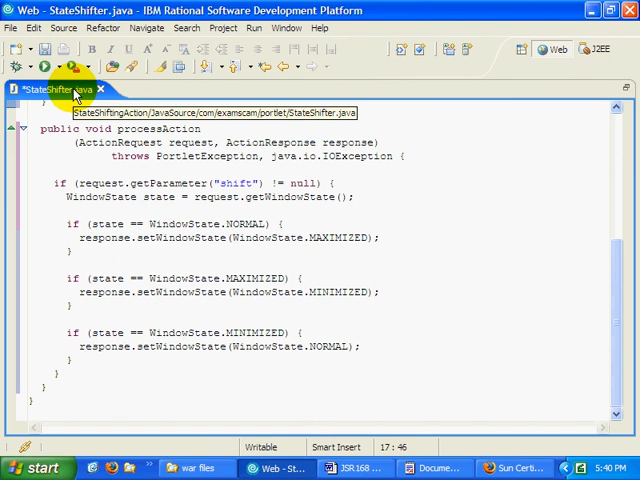 Web - StateShifter.java - IBM Rational Software Development Platform
File Edit Source Refactor Navigate Search Project Run Window Help
Web J2EE
*StateShifter.java
StateShiftingAction/JavaSource/com/examscam/portlet/StateShifter.java
}
public void processAction
(ActionRequest request, ActionResponse response)
throws PortletException, java.io.IOException {
if (request.getParameter("shift") != null) {
WindowState state = request.getWindowState();
if (state == WindowState.NORMAL) {
response.setWindowState(WindowState.MAXIMIZED);
}
if (state == WindowState.MAXIMIZED) {
response.setWindowState(WindowState.MINIMIZED);
}
if (state == WindowState.MINIMIZED) {
response.setWindowState(WindowState.NORMAL);
}
}
}
}
Writable Smart Insert 17 : 46
start war files Web - St... JSR168 ... Docume... Sun Certif... 5:40 PM